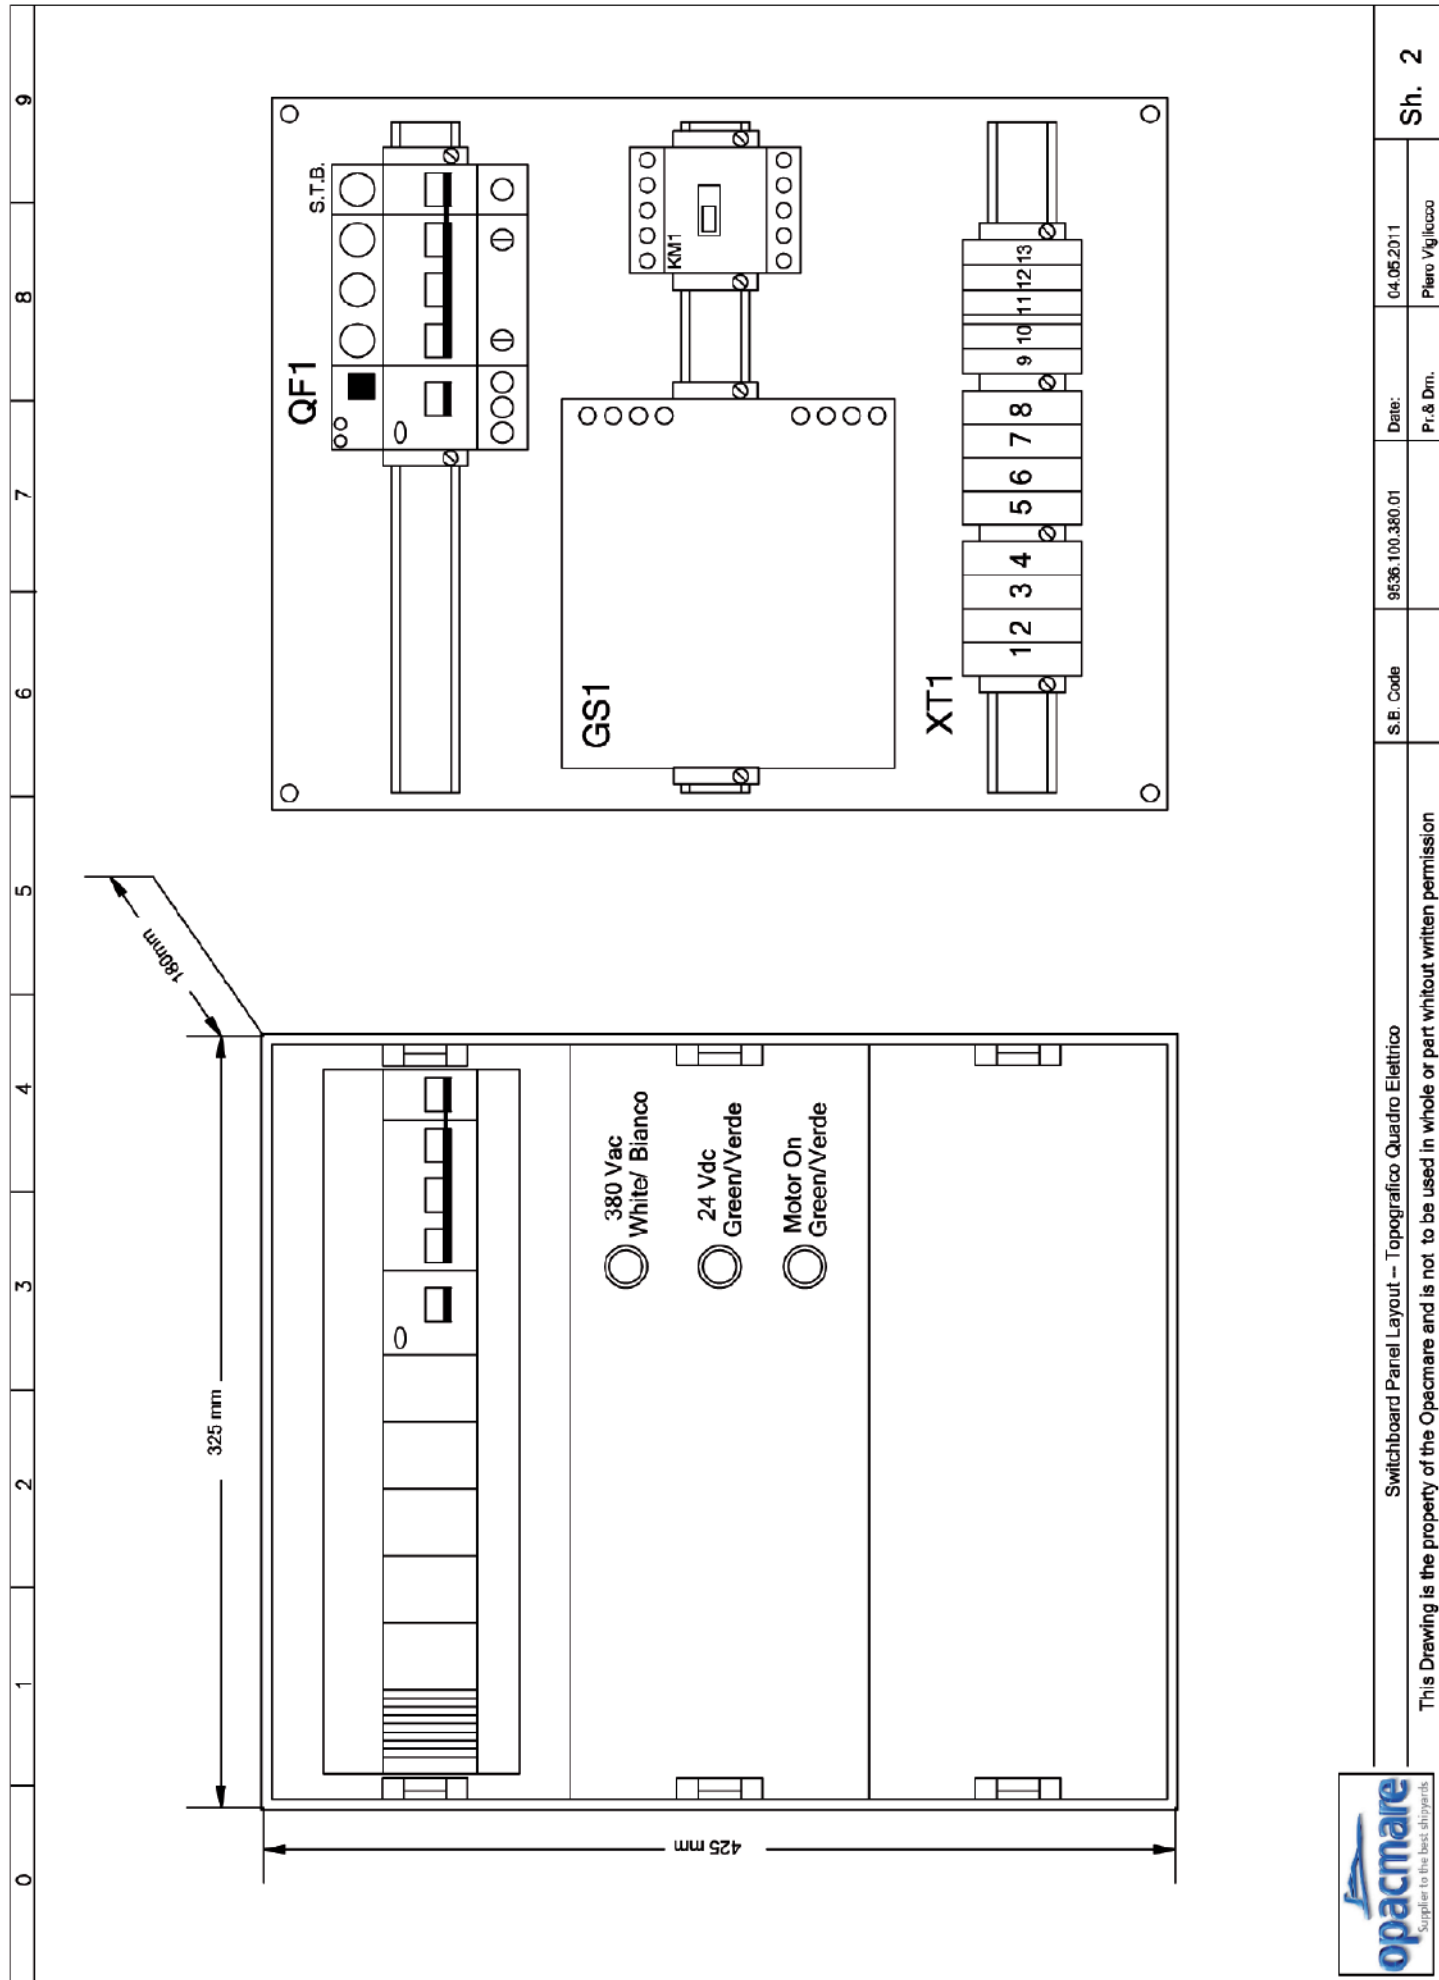 0 1 2 3 4 5 6 7 8 9
180mm
325 mm
425 mm
380 Vac
White/ Bianco
24 Vdc
Green/Verde
Motor On
Green/Verde
QF1
S.T.B.
GS1
KM1
XT1
1 2 3 4 5 6 7 8 9 10 11 12 13
opacmare
Supplier to the best shipyards
Switchboard Panel Layout -- Topografico Quadro Elettrico
S.B. Code
9536.100.380.01
Date:
04.05.2011
Sh. 2
This Drawing is the property of the Opacmare and is not to be used in whole or part whitout written permission
Pr.& Drn.
Piero Vigliocco